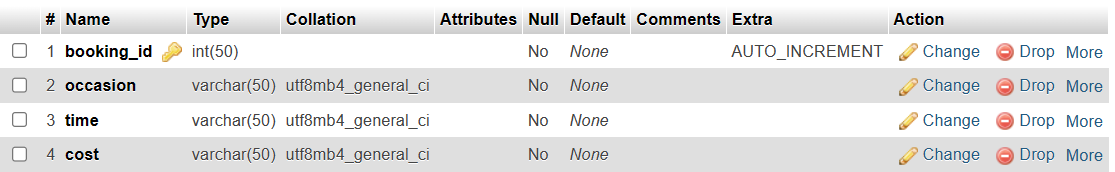 # Name Type Collation Attributes Null Default Comments Extra Action
1 booking_id int(50) No None AUTO_INCREMENT Change Drop More
2 occasion varchar(50) utf8mb4_general_ci No None Change Drop More
3 time varchar(50) utf8mb4_general_ci No None Change Drop More
4 cost varchar(50) utf8mb4_general_ci No None Change Drop More